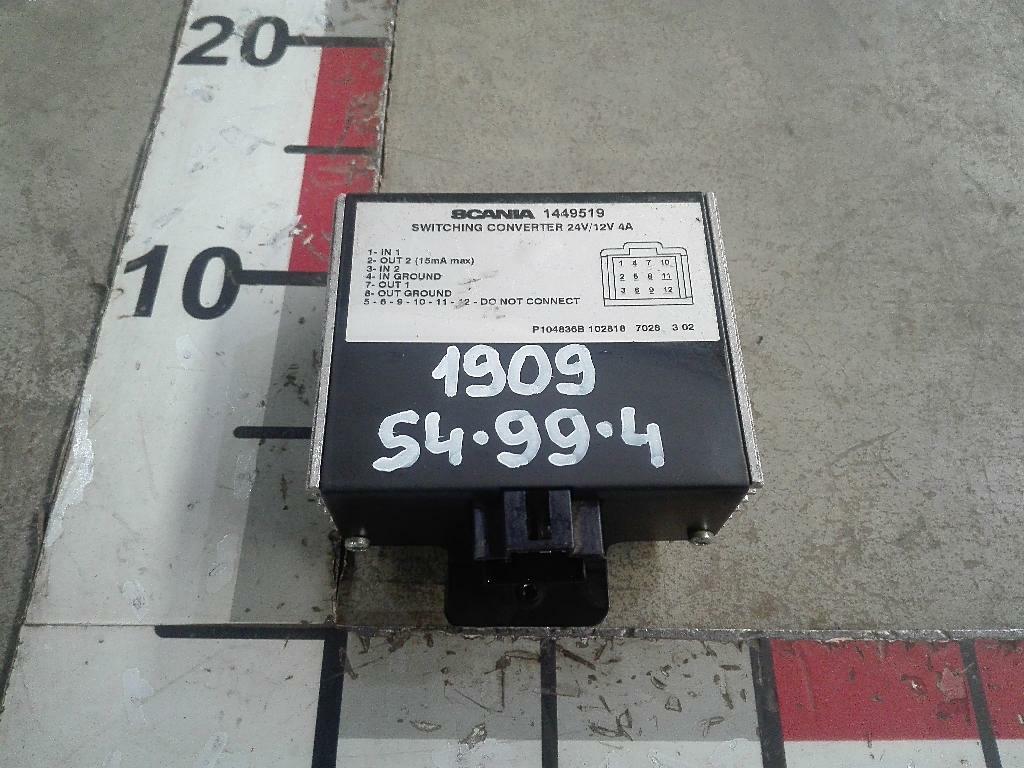 20
10
SCANIA 1449519
SWITCHING CONVERTER 24V/12V 4A
1- IN 1
2- OUT 2 (15mA max)
3- IN 2
4- IN GROUND
7- OUT 1
8- OUT GROUND
5 - 6 - 9 - 10 - 11 - 12 - DO NOT CONNECT
1 4 7 10
2 5 8 11
3 6 9 12
P104836B 102818 7028 3 02
1909
S4·99·4